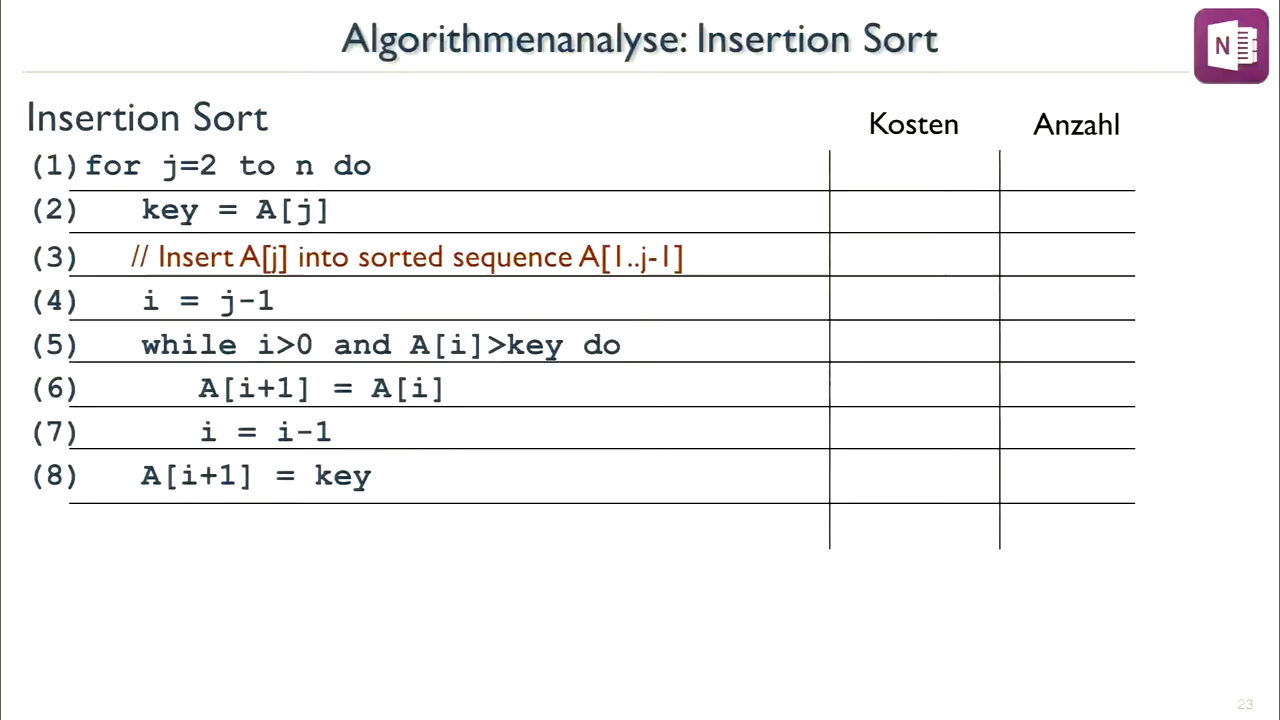 Algorithmenanalyse: Insertion Sort
N
Insertion Sort
Kosten Anzahl
(1) for j=2 to n do
(2) key = A[j]
(3) // Insert A[j] into sorted sequence A[1..j-1]
(4) i = j-1
(5) while i>0 and A[i]>key do
(6) A[i+1] = A[i]
(7) i = i-1
(8) A[i+1] = key
23